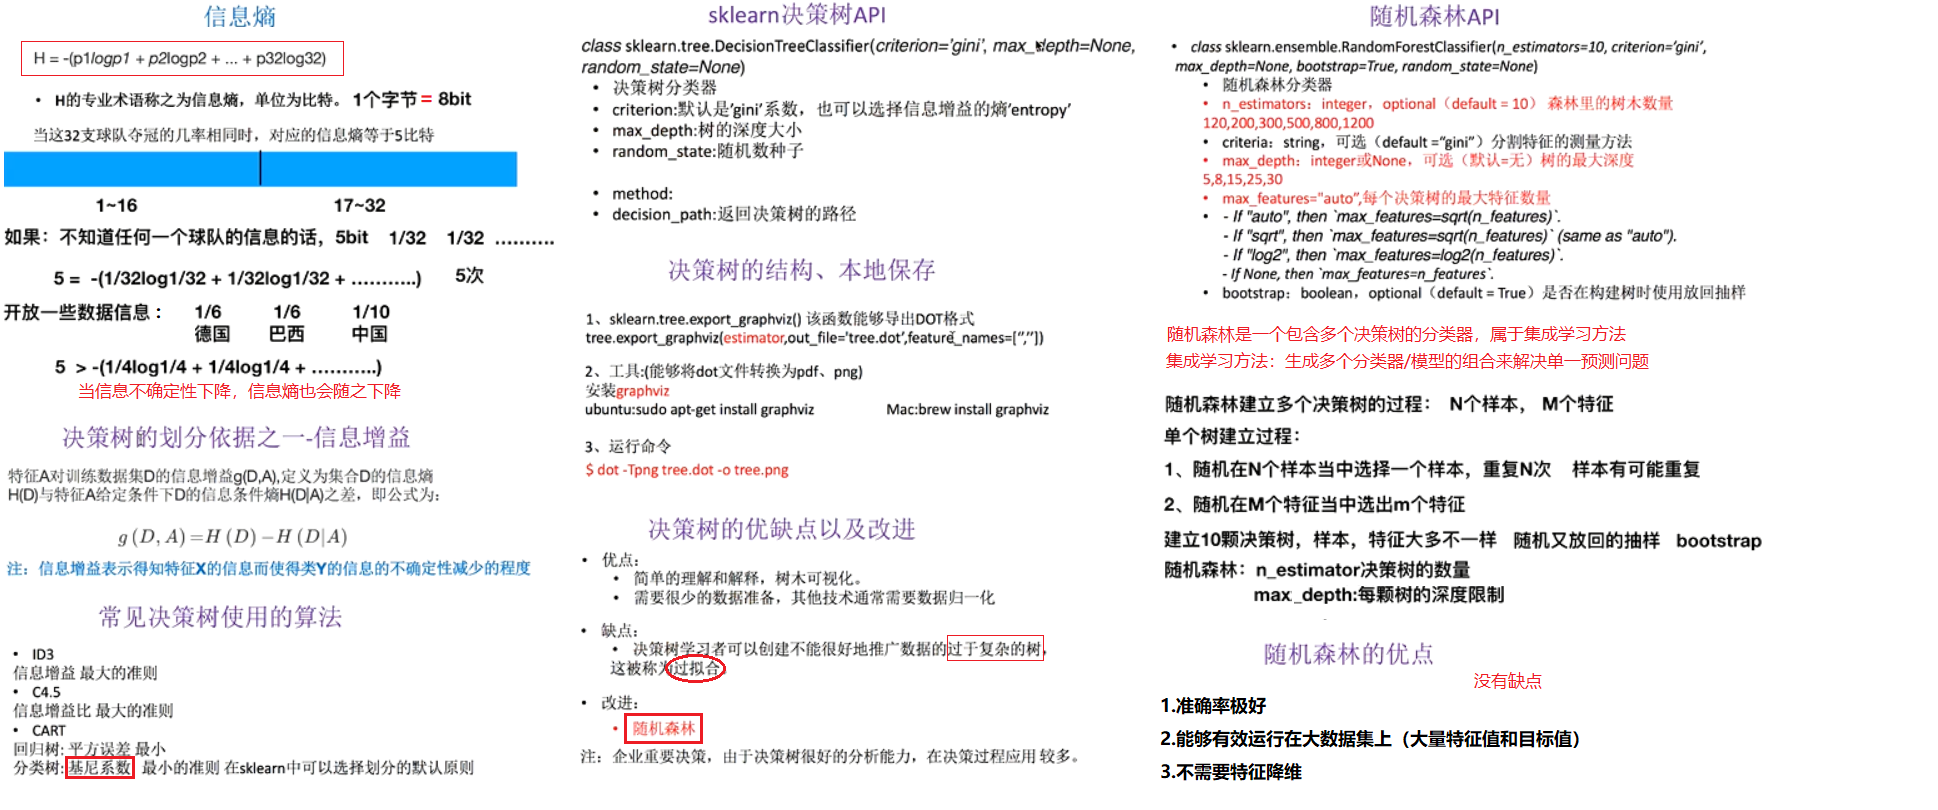 信息熵
H = -(p1logp1 + p2logp2 + ... + p32log32)
• H的专业术语称之为信息熵，单位为比特。 1个字节 = 8bit
当这32支球队夺冠的几率相同时，对应的信息熵等于5比特
1~16 17~32
如果：不知道任何一个球队的信息的话，5bit 1/32 1/32 ..........
5 = -(1/32log1/32 + 1/32log1/32 + ...........) 5次
开放一些数据信息： 1/6 1/6 1/10
德国 巴西 中国
5 > -(1/4log1/4 + 1/4log1/4 + ...........)
当信息不确定性下降，信息熵也会随之下降
决策树的划分依据之一-信息增益
特征A对训练数据集D的信息增益g(D,A),定义为集合D的信息熵
H(D)与特征A给定条件下D的信息条件熵H(D|A)之差，即公式为：
g (D, A) =H (D) −H (D|A)
注：信息增益表示得知特征X的信息而使得类Y的信息的不确定性减少的程度
常见决策树使用的算法
• ID3
信息增益 最大的准则
• C4.5
信息增益比 最大的准则
• CART
回归树: 平方误差 最小
分类树: 基尼系数 最小的准则 在sklearn中可以选择划分的默认原则
sklearn决策树API
class sklearn.tree.DecisionTreeClassifier(criterion='gini', max_depth=None,
random_state=None)
• 决策树分类器
• criterion:默认是'gini'系数，也可以选择信息增益的熵'entropy'
• max_depth:树的深度大小
• random_state:随机数种子
• method:
• decision_path:返回决策树的路径
决策树的结构、本地保存
1、sklearn.tree.export_graphviz() 该函数能够导出DOT格式
tree.export_graphviz(estimator,out_file='tree.dot',feature_names=['',''])
2、工具:(能够将dot文件转换为pdf、png)
安装graphviz
ubuntu:sudo apt-get install graphviz Mac:brew install graphviz
3、运行命令
$ dot -Tpng tree.dot -o tree.png
决策树的优缺点以及改进
• 优点：
• 简单的理解和解释，树木可视化。
• 需要很少的数据准备，其他技术通常需要数据归一化
• 缺点：
• 决策树学习者可以创建不能很好地推广数据的过于复杂的树，
这被称为过拟合
• 改进：
• 随机森林
注：企业重要决策，由于决策树很好的分析能力，在决策过程应用 较多。
随机森林API
• class sklearn.ensemble.RandomForestClassifier(n_estimators=10, criterion='gini',
max_depth=None, bootstrap=True, random_state=None)
• 随机森林分类器
• n_estimators：integer，optional（default = 10） 森林里的树木数量
120,200,300,500,800,1200
• criteria：string，可选（default ="gini"）分割特征的测量方法
• max_depth：integer或None，可选（默认=无）树的最大深度
5,8,15,25,30
• max_features="auto",每个决策树的最大特征数量
• - If "auto", then `max_features=sqrt(n_features)`.
- If "sqrt", then `max_features=sqrt(n_features)` (same as "auto").
- If "log2", then `max_features=log2(n_features)`.
- If None, then `max_features=n_features`.
• bootstrap：boolean，optional（default = True）是否在构建树时使用放回抽样
随机森林是一个包含多个决策树的分类器，属于集成学习方法
集成学习方法：生成多个分类器/模型的组合来解决单一预测问题
随机森林建立多个决策树的过程： N个样本， M个特征
单个树建立过程：
1、随机在N个样本当中选择一个样本，重复N次 样本有可能重复
2、随机在M个特征当中选出m个特征
建立10颗决策树，样本，特征大多不一样 随机又放回的抽样 bootstrap
随机森林：n_estimator决策树的数量
max_depth:每颗树的深度限制
随机森林的优点
没有缺点
1.准确率极好
2.能够有效运行在大数据集上（大量特征值和目标值）
3.不需要特征降维